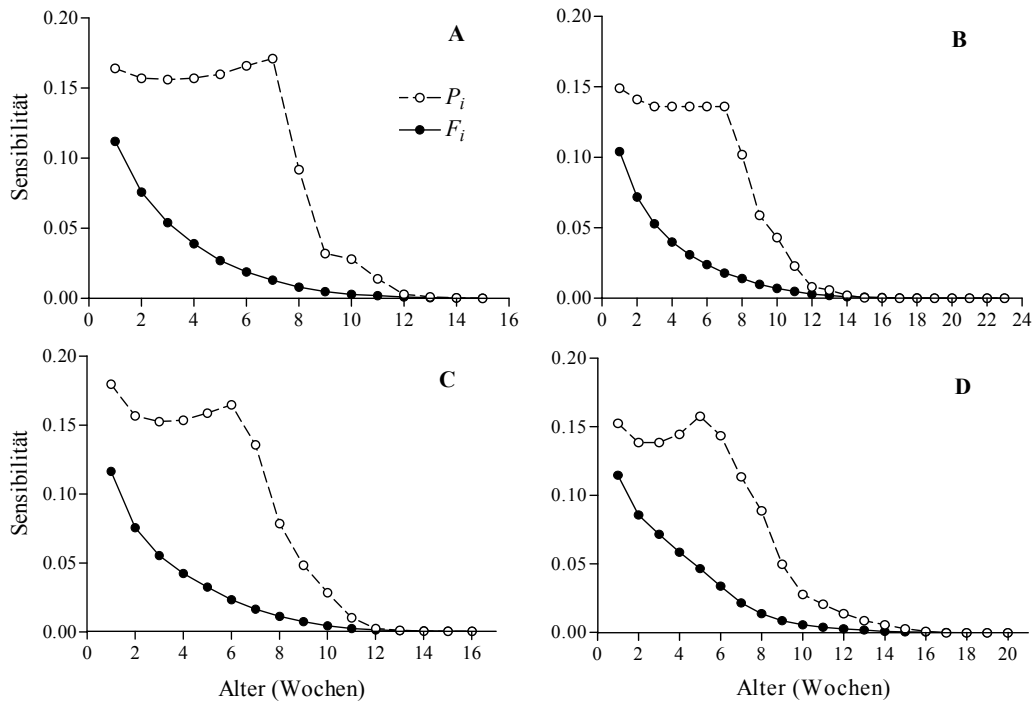 A
0.20
0.15
0.10
0.05
0.00
Sensibilität
P_i
F_i
0 2 4 6 8 10 12 14 16
B
0.20
0.15
0.10
0.05
0.00
0 2 4 6 8 10 12 14 16 18 20 22 24
C
0.20
0.15
0.10
0.05
0.00
Sensibilität
0 2 4 6 8 10 12 14 16
Alter (Wochen)
D
0.20
0.15
0.10
0.05
0.00
0 2 4 6 8 10 12 14 16 18 20
Alter (Wochen)